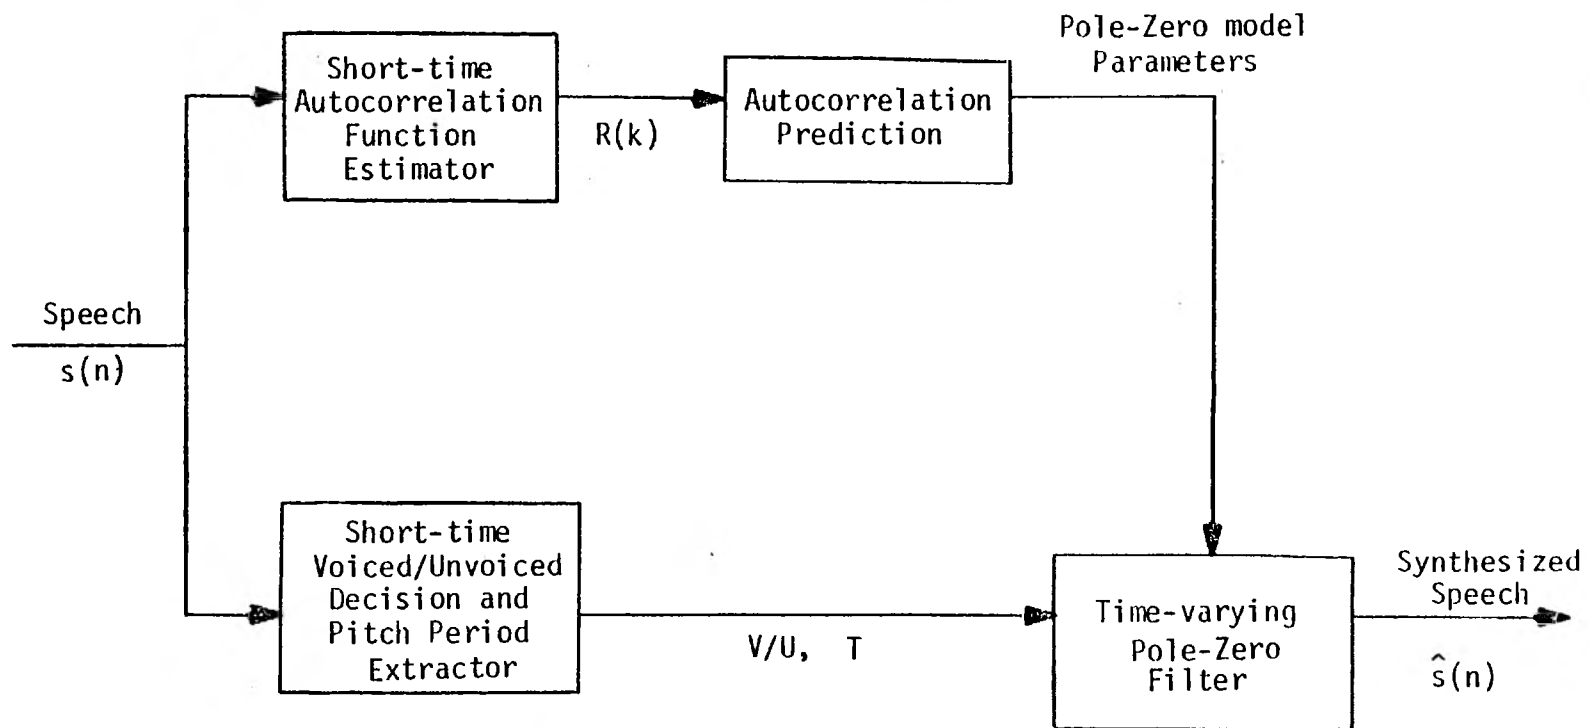 Pole-Zero model
Parameters
Short-time
Autocorrelation
Function
Estimator
R(k)
Autocorrelation
Prediction
Speech
s(n)
Short-time
Voiced/Unvoiced
Decision and
Pitch Period
Extractor
V/U, T
Time-varying
Pole-Zero
Filter
Synthesized
Speech
ŝ(n)